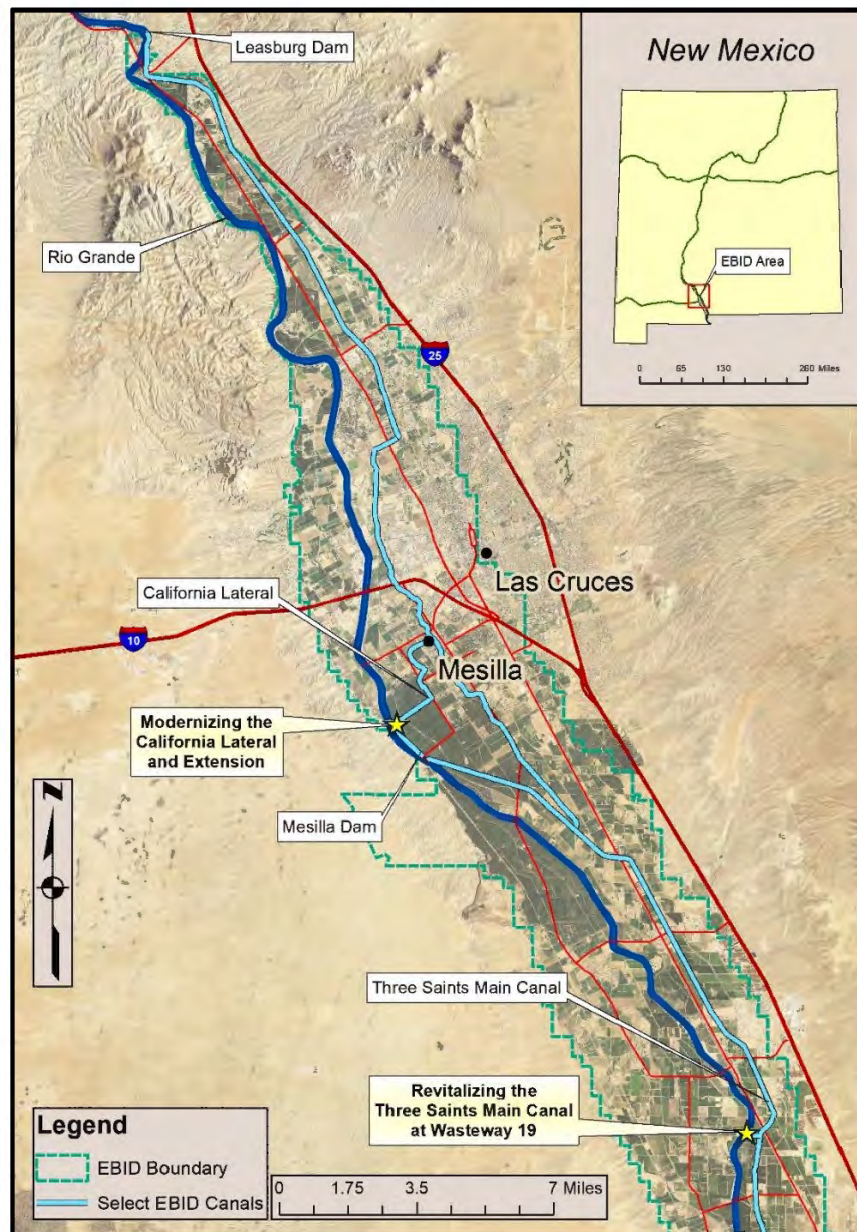 Leasburg Dam
New Mexico
Rio Grande
EBID Area
0 65 130 260 Miles
25
California Lateral
Las Cruces
10
Mesilla
Modernizing the
California Lateral
and Extension
Mesilla Dam
N
Three Saints Main Canal
Revitalizing the
Three Saints Main Canal
at Wasteway 19
Legend
EBID Boundary
Select EBID Canals
0 1.75 3.5 7 Miles